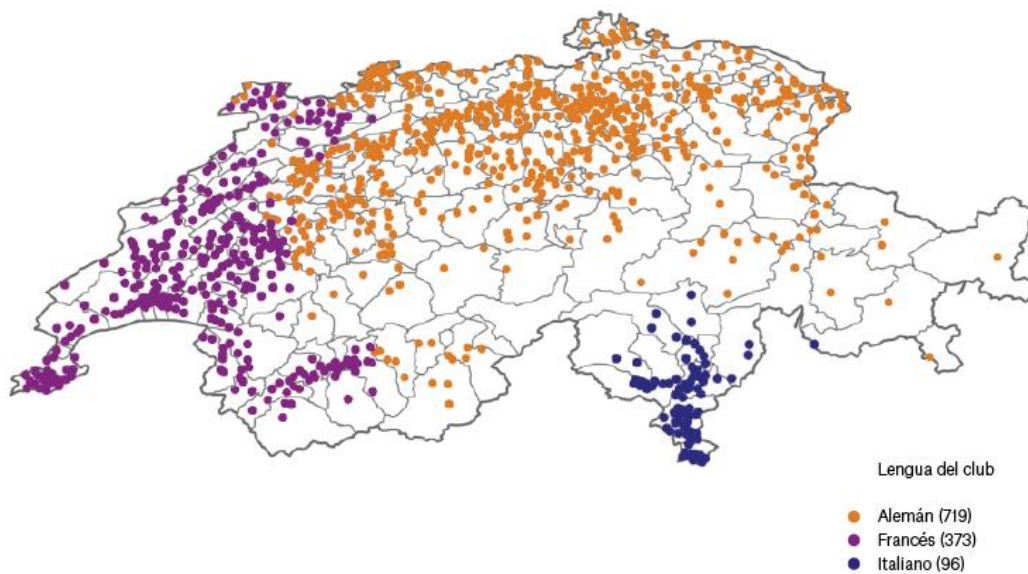 Lengua del club
Alemán (719)
Francés (373)
Italiano (96)